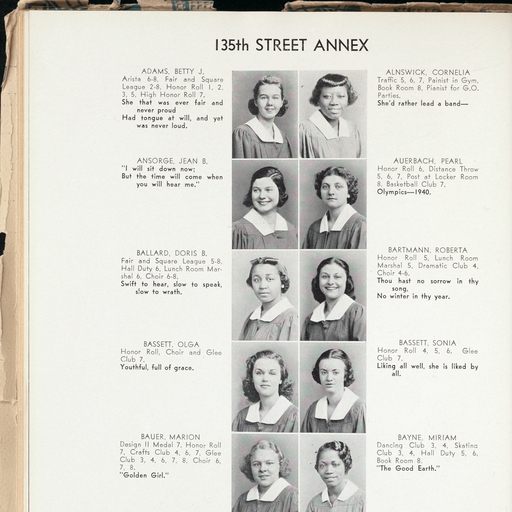 135th STREET ANNEX
ADAMS, BETTY J.
Arista 6-8, Fair and Square
League 2-8, Honor Roll 1, 2,
3, 5, High Honor Roll 7.
She that was ever fair and
never proud
Had tongue at will, and yet
was never loud.
ALNSWICK, CORNELIA
Traffic 5, 6, 7, Pianist in Gym,
Book Room 8, Pianist for G.O.
Parties.
She'd rather lead a band—
ANSORGE, JEAN B.
"I will sit down now;
But the time will come when
you will hear me."
AUERBACH, PEARL
Honor Roll 6, Distance Throw
5, 6, 7, Post at Locker Room
8, Basketball Club 7.
Olympics—1940.
BALLARD, DORIS B.
Fair and Square League 5-8,
Hall Duty 6, Lunch Room Mar-
shal 6, Choir 6-8.
Swift to hear, slow to speak,
slow to wrath.
BARTMANN, ROBERTA
Honor Roll 5, Lunch Room
Marshal 5, Dramatic Club 4,
Choir 4-6.
Thou hast no sorrow in thy
song,
No winter in thy year.
BASSETT, OLGA
Honor Roll, Choir and Glee
Club 7.
Youthful, full of grace.
BASSETT, SONIA
Honor Roll 4, 5, 6, Glee
Club 7.
Liking all well, she is liked by
all.
BAUER, MARION
Design II Medal 7, Honor Roll
7, Crafts Club 4, 6, 7, Glee
Club 3, 4, 6, 7, 8, Choir 6,
7, 8.
"Golden Girl."
BAYNE, MIRIAM
Dancing Club 3, 4, Skating
Club 3, 4, Hall Duty 5, 6,
Book Room 8.
"The Good Earth."